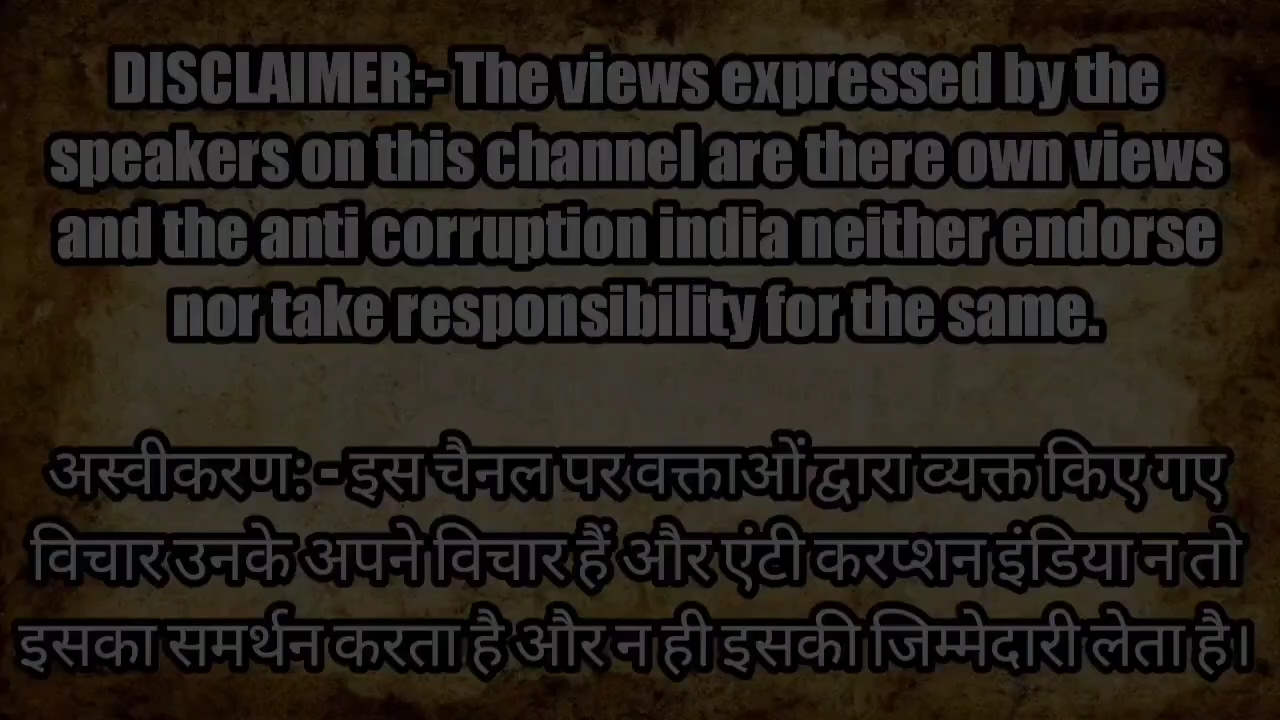 DISCLAIMER:- The views expressed by the
speakers on this channel are there own views
and the anti corruption india neither endorse
nor take responsibility for the same.
अस्वीकरण: - इस चैनल पर वक्ताओं द्वारा व्यक्त किए गए
विचार उनके अपने विचार हैं और एंटी करप्शन इंडिया न तो
इसका समर्थन करता है और न ही इसकी जिम्मेदारी लेता है।